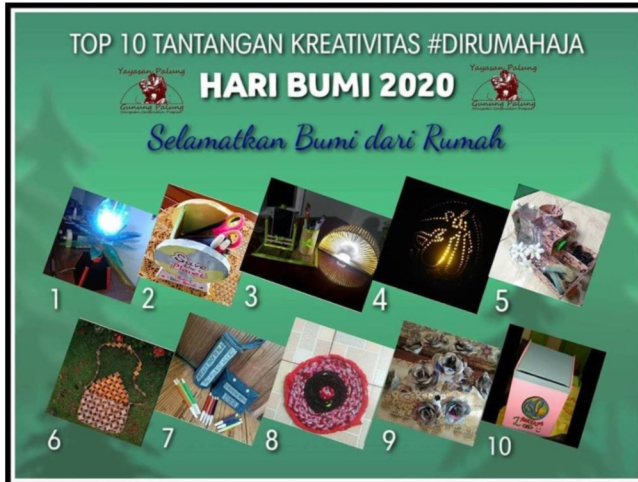 TOP 10 TANTANGAN KREATIVITAS #DIRUMAHAJA
Yayasan Palung
Gunung Palung
HARI BUMI 2020
Yayasan Palung
Gunung Palung
Selamatkan Bumi dari Rumah
1
2
3
4
5
6
7
8
9
10